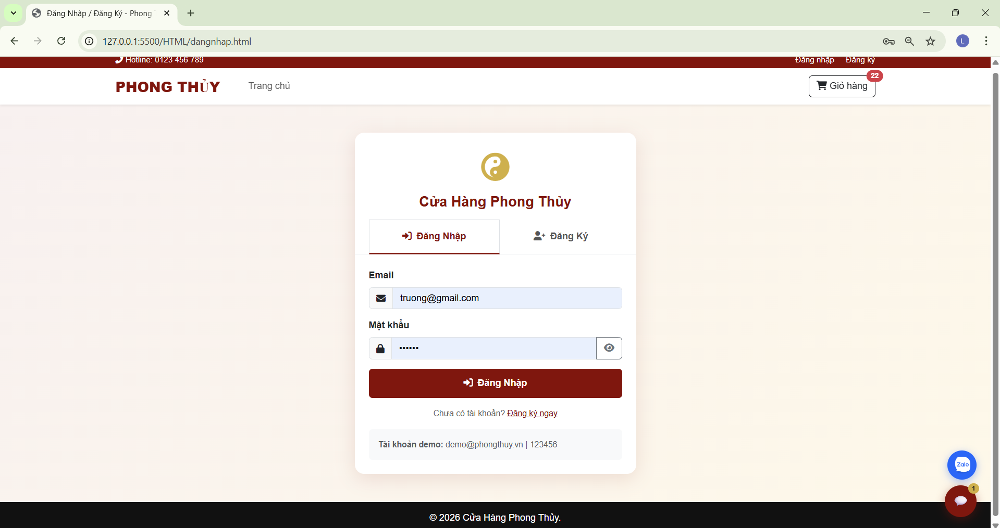 Đăng Nhập / Đăng Ký - Phong
127.0.0.1:5500/HTML/dangnhap.html
L
Hotline: 0123 456 789
Đăng nhập
Đăng ký
PHONG THỦY
Trang chủ
Giỏ hàng
22
Cửa Hàng Phong Thủy
Đăng Nhập
Đăng Ký
Email
truong@gmail.com
Mật khẩu
••••••
Đăng Nhập
Chưa có tài khoản? Đăng ký ngay
Tài khoản demo: demo@phongthuy.vn | 123456
Zalo
1
© 2026 Cửa Hàng Phong Thủy.